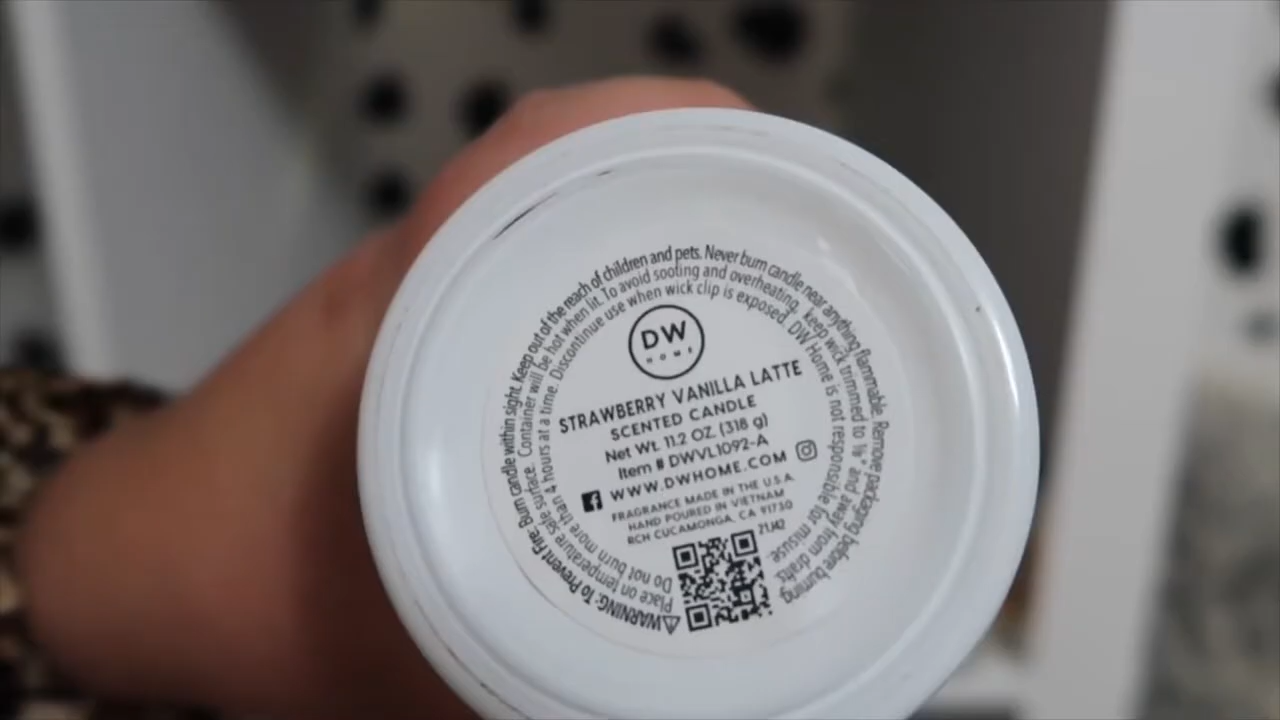 DW
HOME
STRAWBERRY VANILLA LATTE
SCENTED CANDLE
Net Wt. 11.2 OZ. (318 g)
Item # DWVL1092-A
WWW.DWHOME.COM
FRAGRANCE MADE IN THE U.S.A.
HAND POURED IN VIETNAM
RCH CUCAMONGA, CA 91730
21J42
WARNING: To Prevent Fire: Burn candle within sight. Keep out of the reach of children and pets. Never burn candle near anything flammable. Remove packaging before burning.
Place on temperature safe surface. Container will be hot when lit. To avoid sooting and overheating, keep wick trimmed to ⅛" and away from drafts.
Do not burn more than 4 hours at a time. Discontinue use when wick clip is exposed. DW Home is not responsible for misuse.